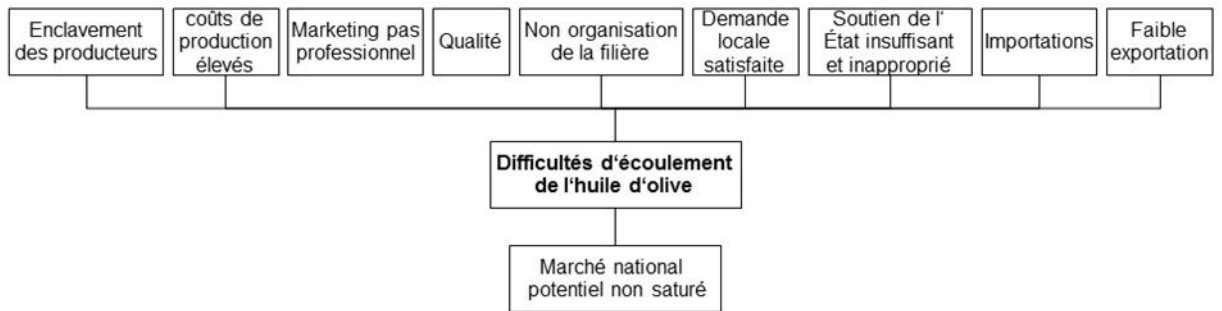 Enclavement
des producteurs
coûts de
production
élevés
Marketing pas
professionnel
Qualité
Non organisation
de la filière
Demande
locale
satisfaite
Soutien de l‘
État insuffisant
et inapproprié
Importations
Faible
exportation
Difficultés d‘écoulement
de l‘huile d‘olive
Marché national
potentiel non saturé